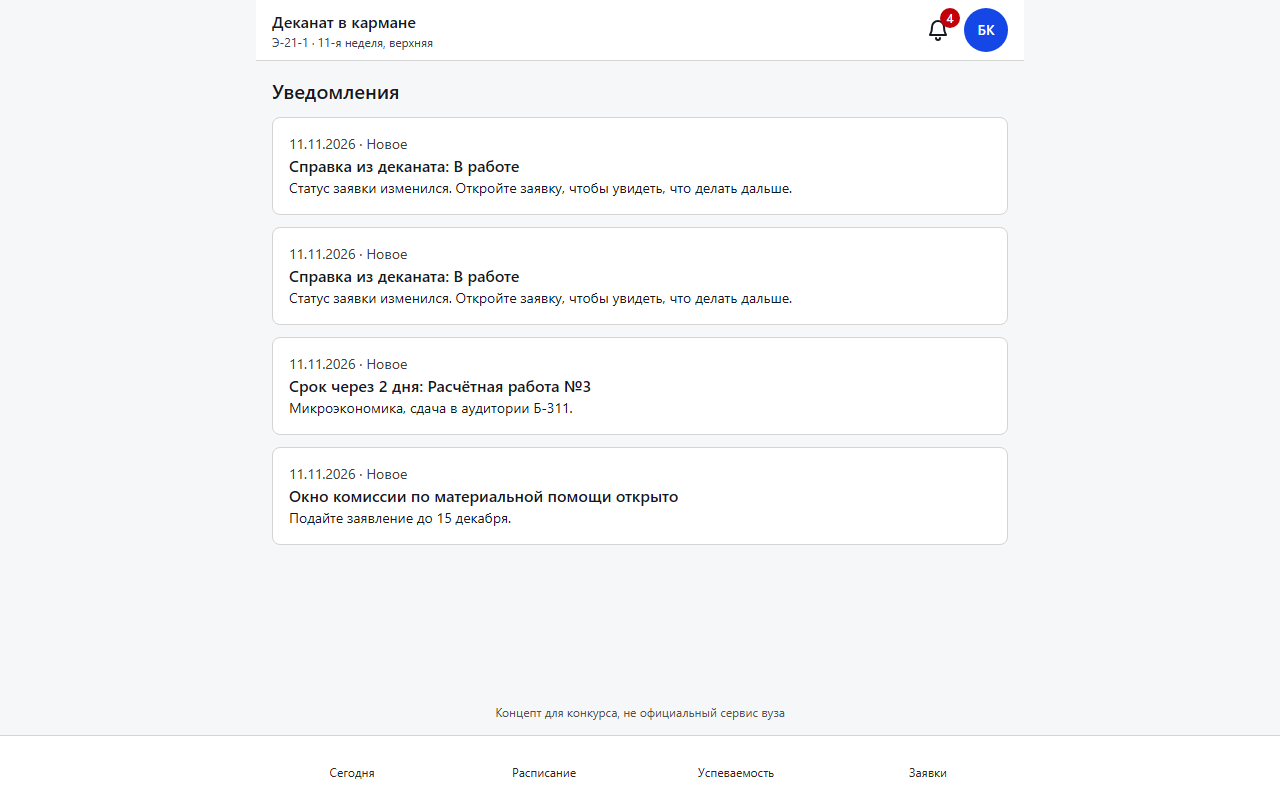 Деканат в кармане
Э-21-1 · 11-я неделя, верхняя
4
БК
Уведомления
11.11.2026 · Новое
Справка из деканата: В работе
Статус заявки изменился. Откройте заявку, чтобы увидеть, что делать дальше.
11.11.2026 · Новое
Справка из деканата: В работе
Статус заявки изменился. Откройте заявку, чтобы увидеть, что делать дальше.
11.11.2026 · Новое
Срок через 2 дня: Расчётная работа №3
Микроэкономика, сдача в аудитории Б-311.
11.11.2026 · Новое
Окно комиссии по материальной помощи открыто
Подайте заявление до 15 декабря.
Концепт для конкурса, не официальный сервис вуза
Сегодня
Расписание
Успеваемость
Заявки